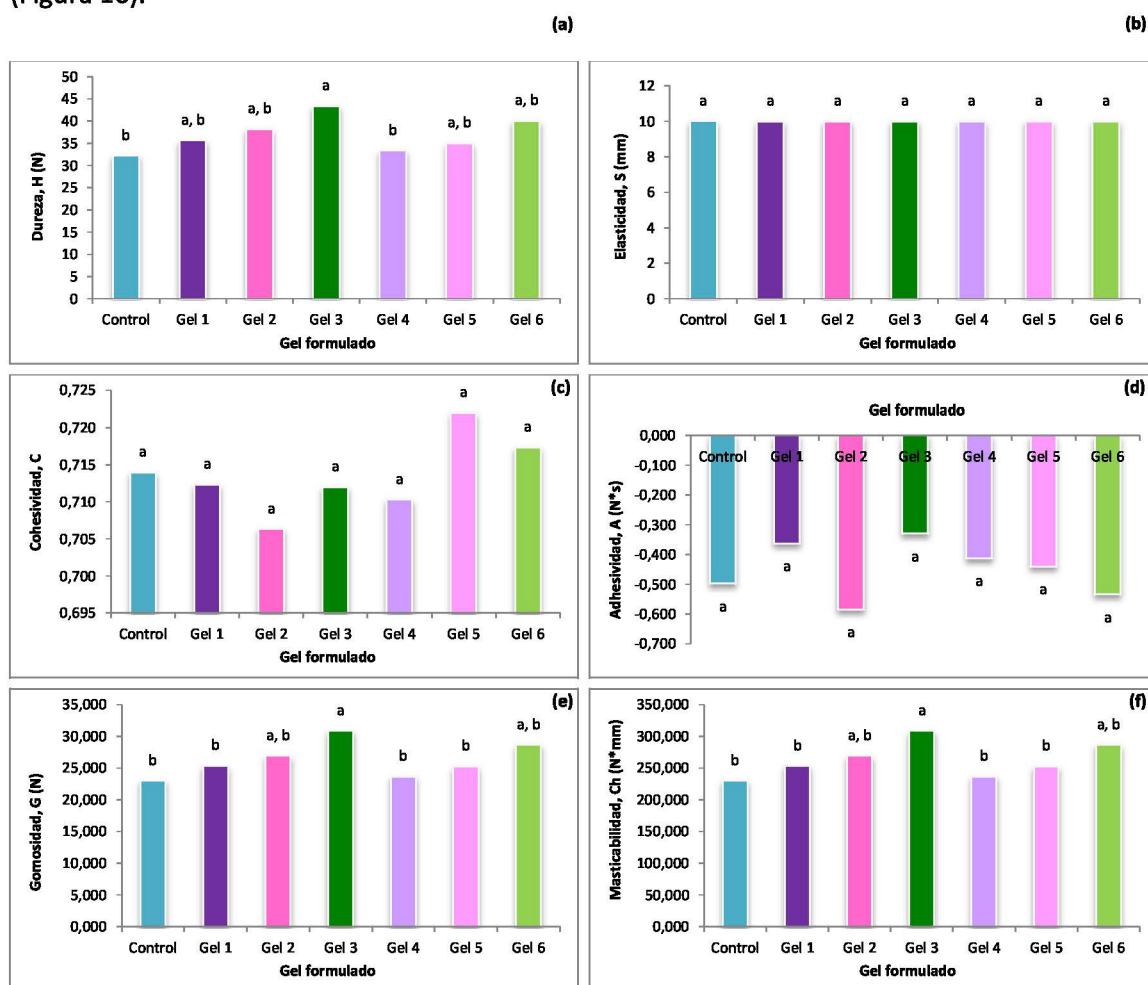 (Figura 10).
(a)
50
45
40
35
30
25
20
15
10
5
0
Dureza, H (N)
b
a, b
a, b
a
b
a, b
a, b
Control Gel 1 Gel 2 Gel 3 Gel 4 Gel 5 Gel 6
Gel formulado
(b)
12
10
8
6
4
2
0
Elasticidad, S (mm)
a a a a a a a
Control Gel 1 Gel 2 Gel 3 Gel 4 Gel 5 Gel 6
Gel formulado
(c)
0,725
0,720
0,715
0,710
0,705
0,700
0,695
Cohesividad, C
a
a
a
a
a
a
a
Control Gel 1 Gel 2 Gel 3 Gel 4 Gel 5 Gel 6
Gel formulado
(d)
Gel formulado
0,000
-0,100
-0,200
-0,300
-0,400
-0,500
-0,600
-0,700
Adhesividad, A (N*s)
Control Gel 1 Gel 2 Gel 3 Gel 4 Gel 5 Gel 6
a
a
a
a
a
a
a
(e)
35,000
30,000
25,000
20,000
15,000
10,000
5,000
0,000
Gomosidad, G (N)
b
b
a, b
a
b
b
a, b
Control Gel 1 Gel 2 Gel 3 Gel 4 Gel 5 Gel 6
Gel formulado
(f)
350,000
300,000
250,000
200,000
150,000
100,000
50,000
0,000
Masticabilidad, Ch (N*mm)
b
b
a, b
a
b
b
a, b
Control Gel 1 Gel 2 Gel 3 Gel 4 Gel 5 Gel 6
Gel formulado